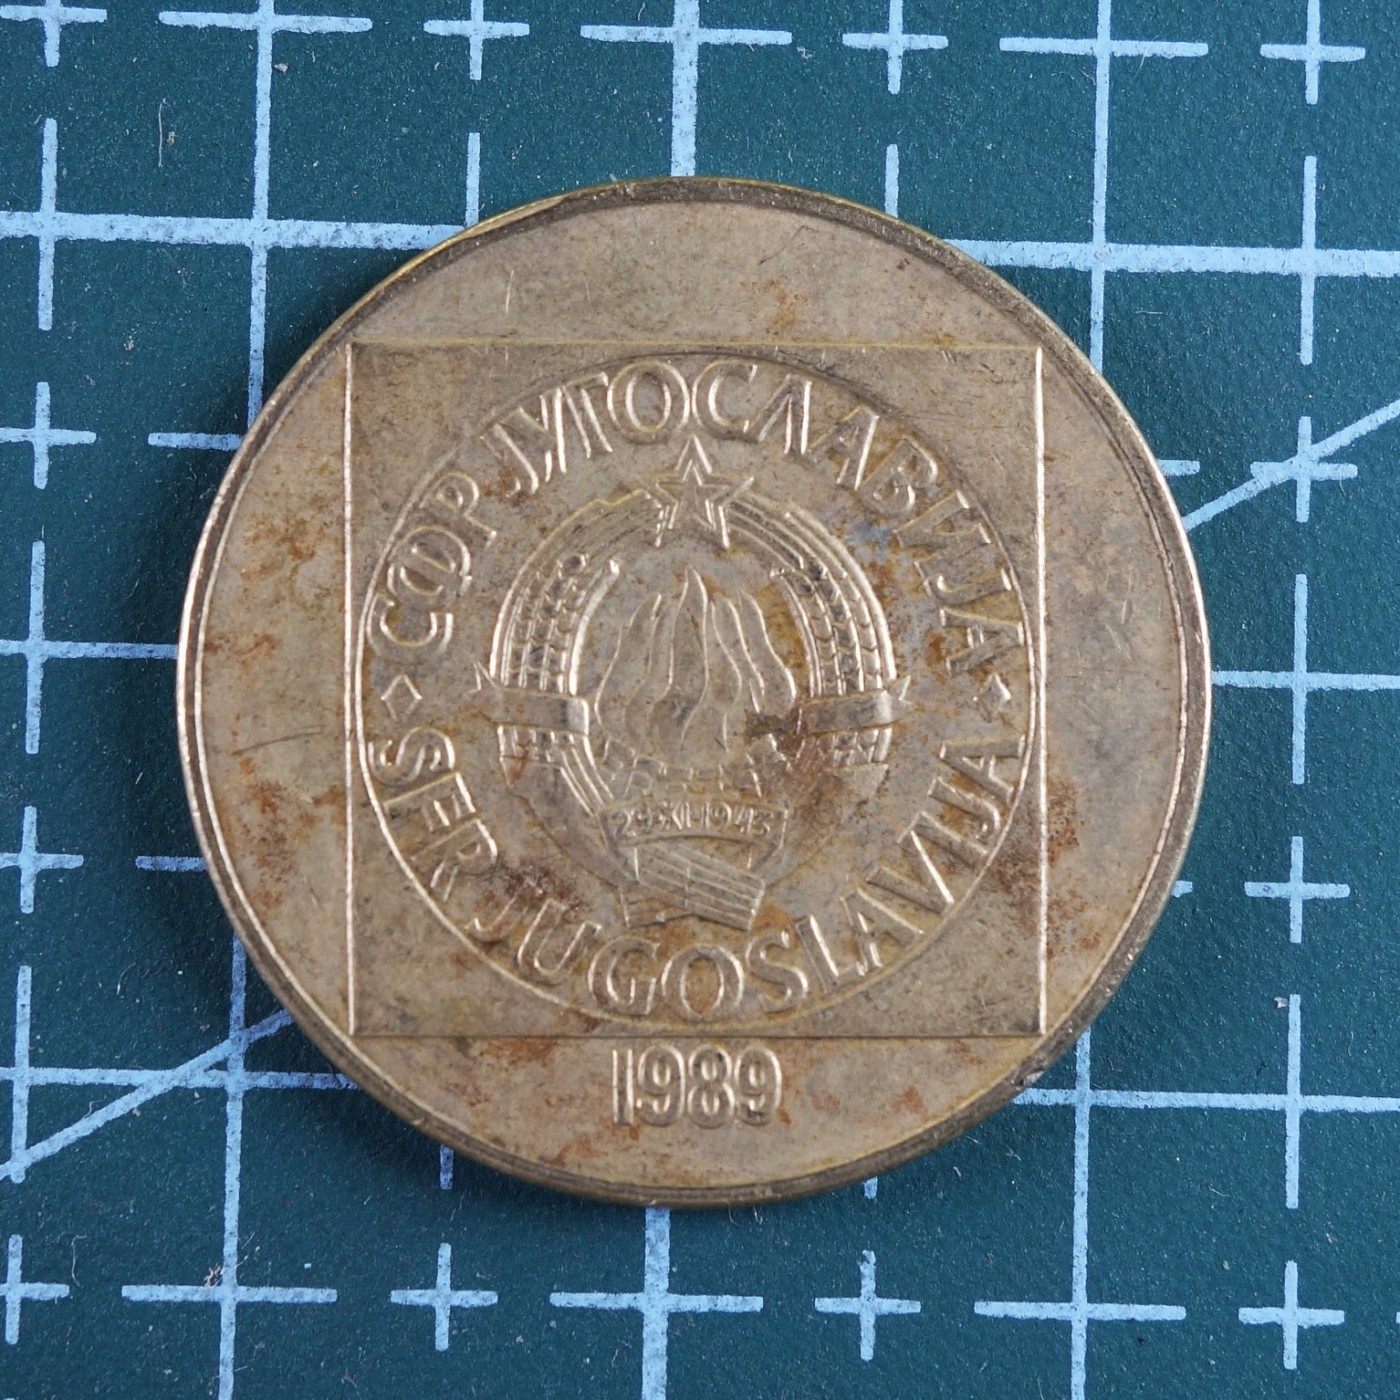 СФР ЈУГОСЛАВИЈА
SFR JUGOSLAVIJA
29·XI·1943
1989